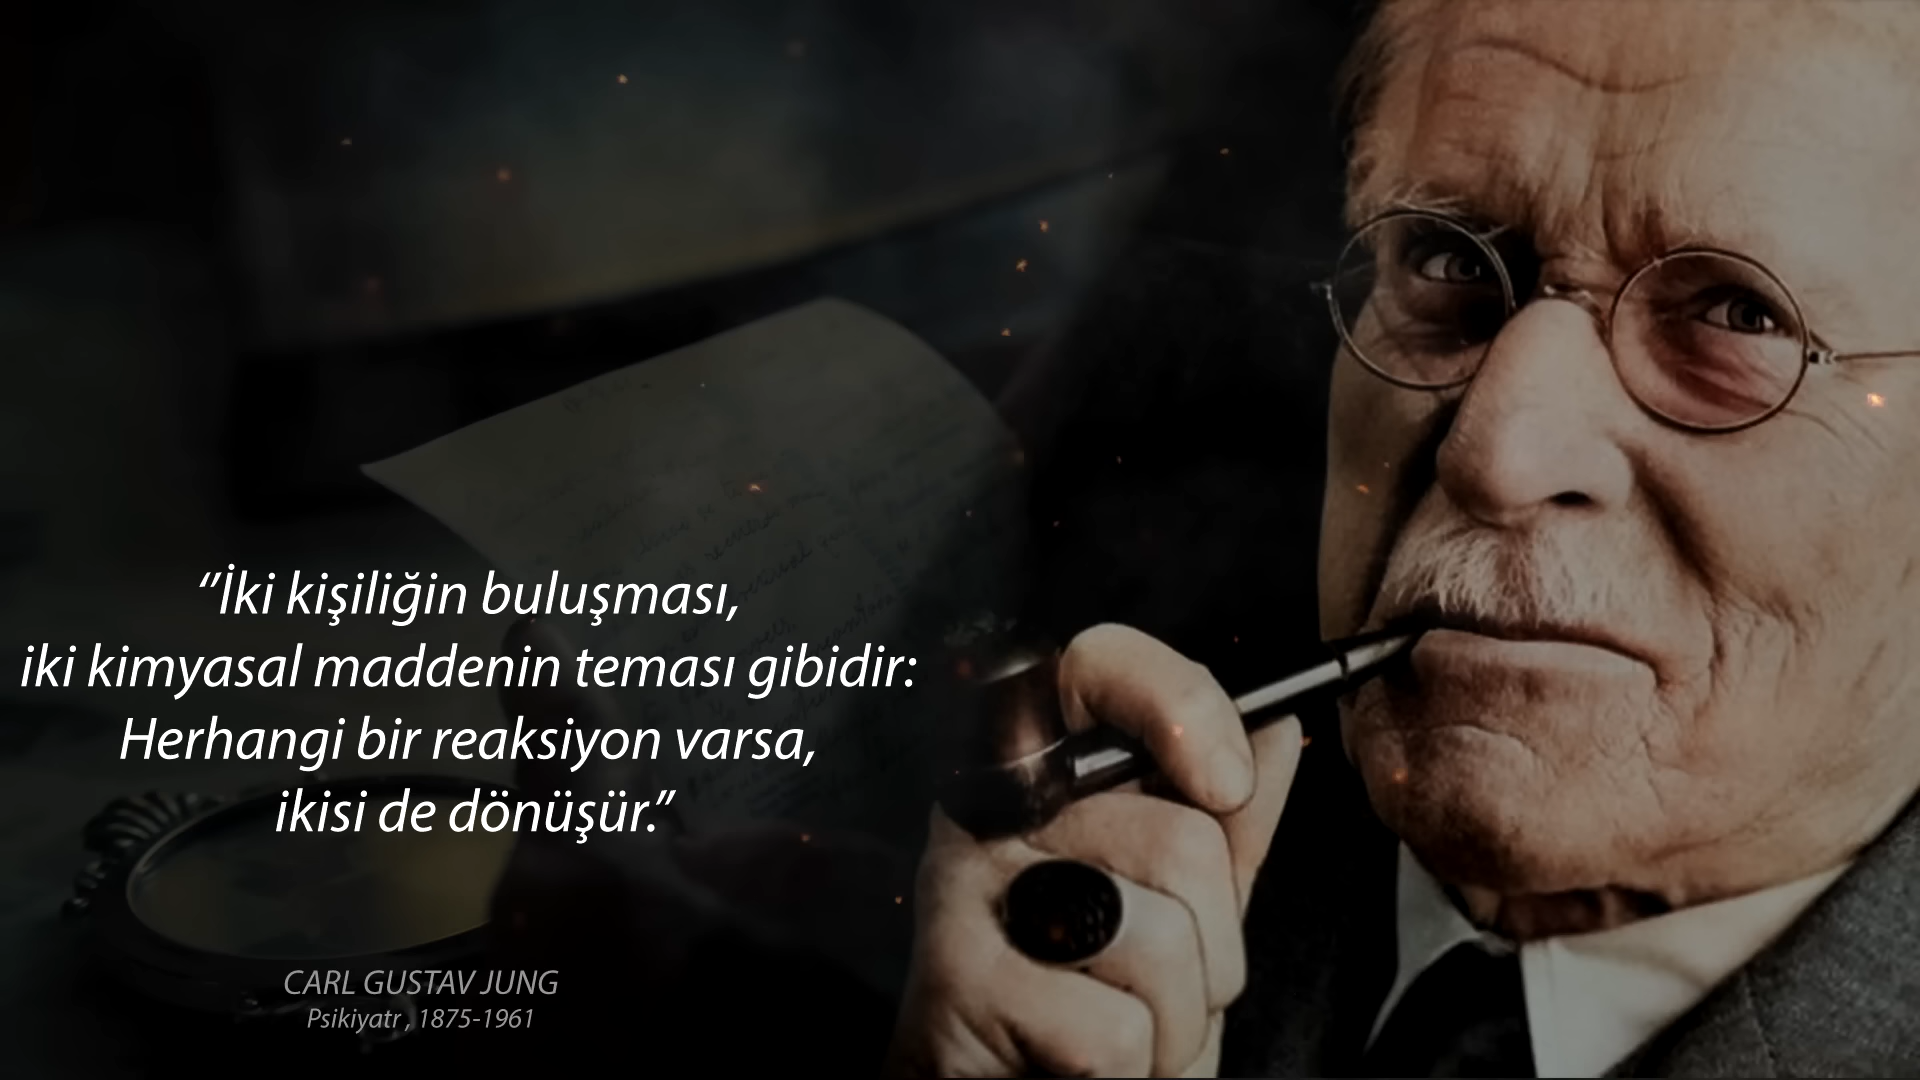 “İki kişiliğin buluşması,
iki kimyasal maddenin teması gibidir:
Herhangi bir reaksiyon varsa,
ikisi de dönüşür.”
CARL GUSTAV JUNG
Psikiyatr , 1875-1961